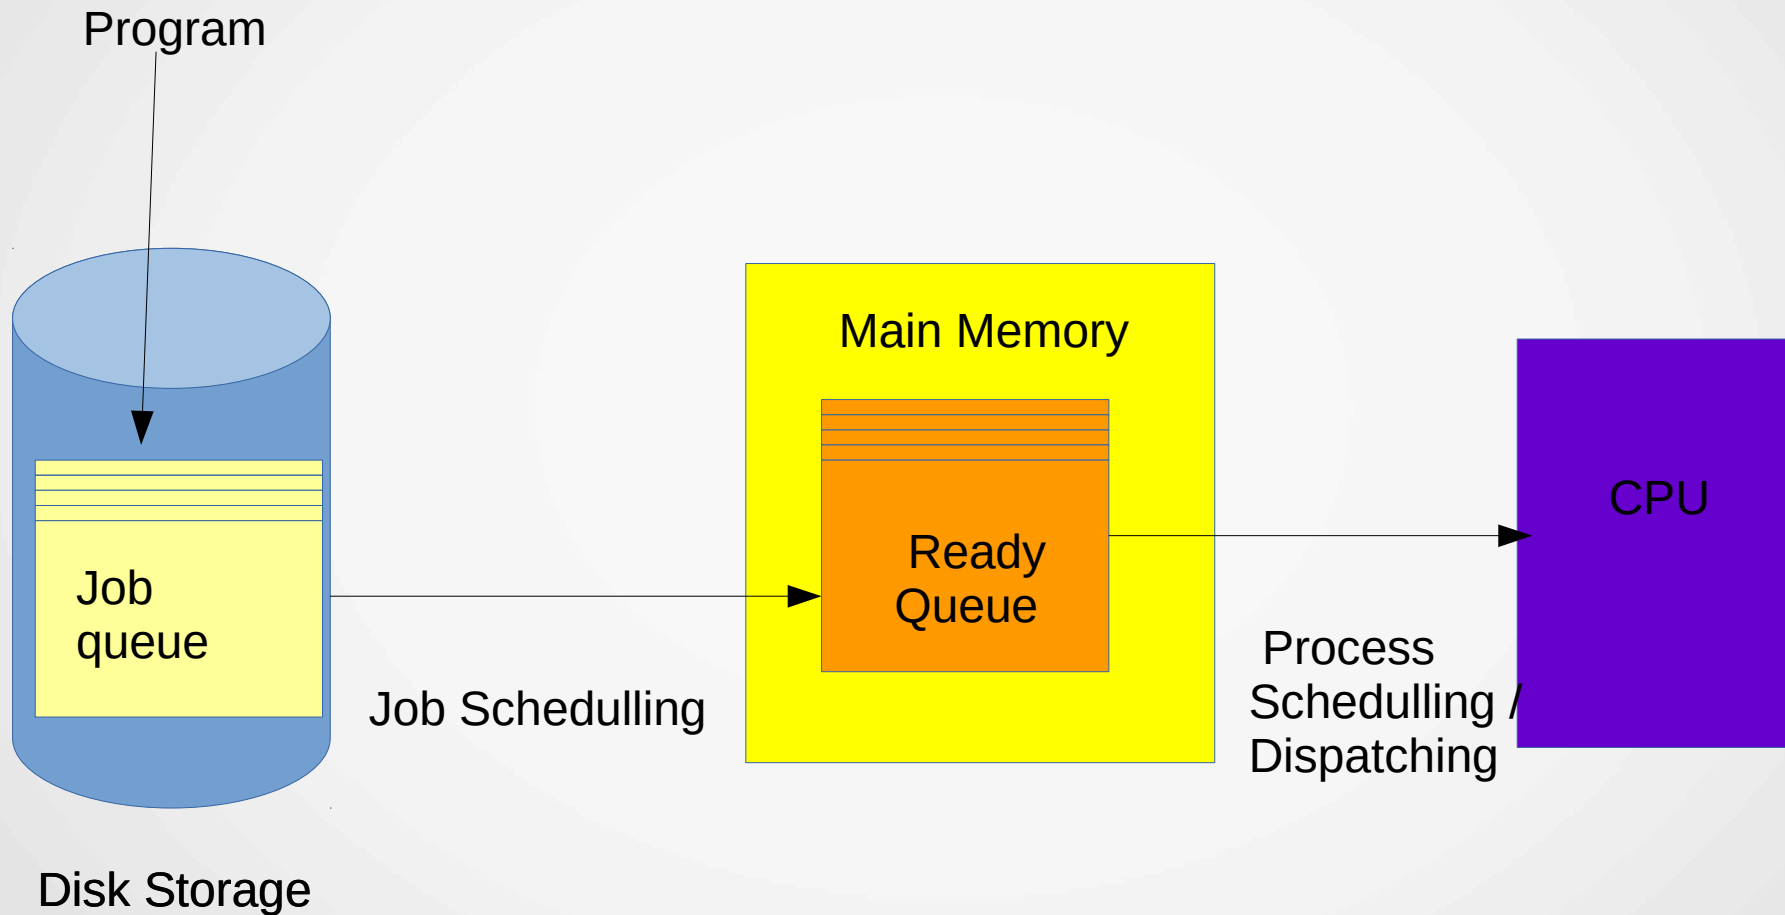 Program
Main Memory
CPU
Ready
Queue
Job
queue
Process
Schedulling /
Dispatching
Job Schedulling
Disk Storage